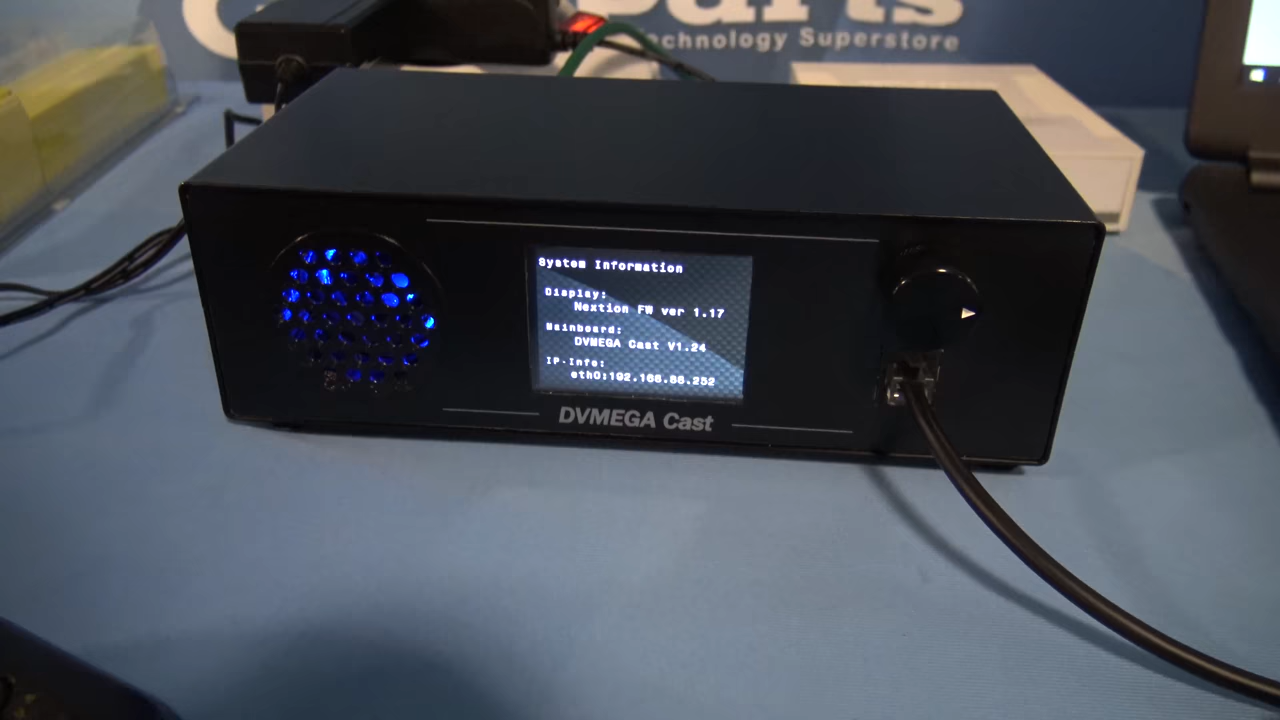 Parts
Technology Superstore
System Information
Display:
Nextion FW ver 1.17
Mainboard:
DVMEGA Cast V1.24
IP-Info:
eth0:192.168.86.252
DVMEGA Cast